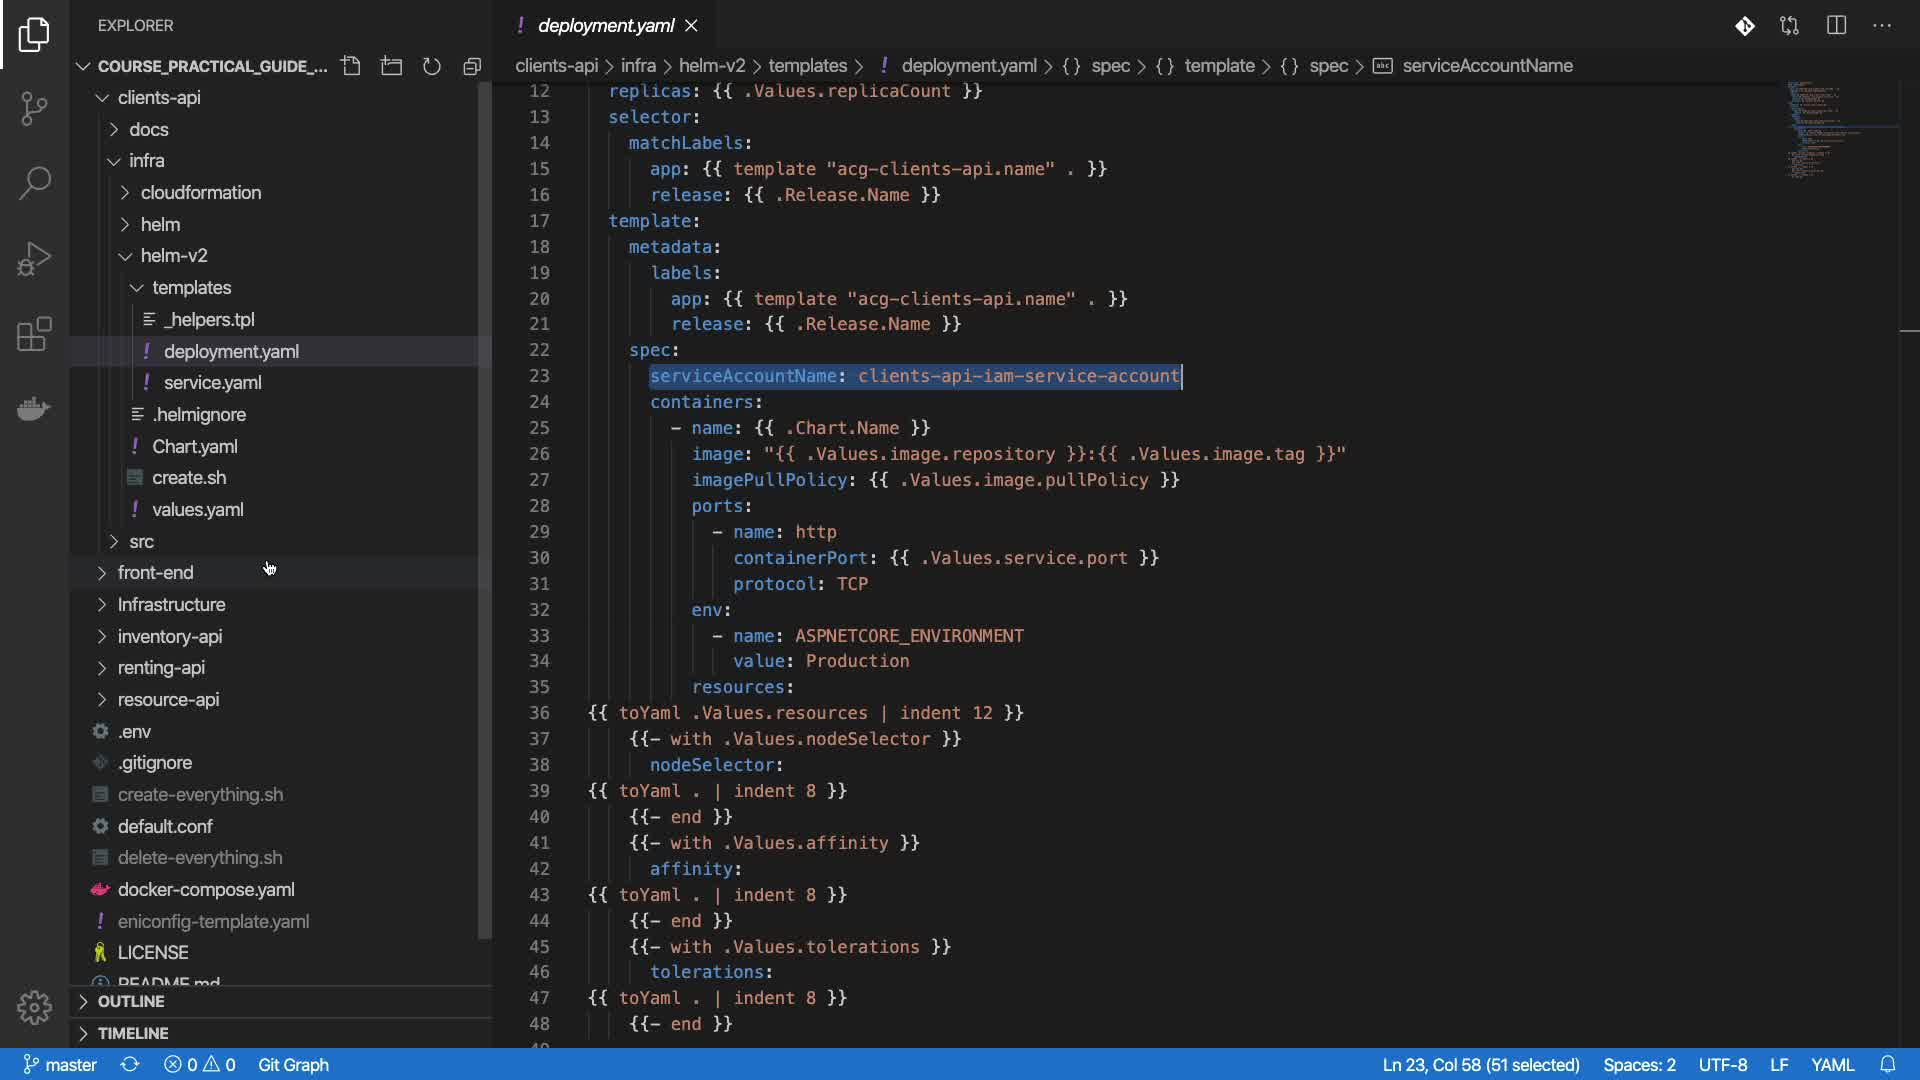 EXPLORER
COURSE_PRACTICAL_GUIDE_...
clients-api
docs
infra
cloudformation
helm
helm-v2
templates
_helpers.tpl
! deployment.yaml
! service.yaml
.helmignore
! Chart.yaml
create.sh
! values.yaml
src
front-end
Infrastructure
inventory-api
renting-api
resource-api
.env
.gitignore
create-everything.sh
default.conf
delete-everything.sh
docker-compose.yaml
! eniconfig-template.yaml
LICENSE
README.md
OUTLINE
TIMELINE
! deployment.yaml
clients-api > infra > helm-v2 > templates > ! deployment.yaml > {} spec > {} template > {} spec > abc serviceAccountName
12 replicas: {{ .Values.replicaCount }}
13 selector:
14 matchLabels:
15 app: {{ template "acg-clients-api.name" . }}
16 release: {{ .Release.Name }}
17 template:
18 metadata:
19 labels:
20 app: {{ template "acg-clients-api.name" . }}
21 release: {{ .Release.Name }}
22 spec:
23 serviceAccountName: clients-api-iam-service-account
24 containers:
25 - name: {{ .Chart.Name }}
26 image: "{{ .Values.image.repository }}:{{ .Values.image.tag }}"
27 imagePullPolicy: {{ .Values.image.pullPolicy }}
28 ports:
29 - name: http
30 containerPort: {{ .Values.service.port }}
31 protocol: TCP
32 env:
33 - name: ASPNETCORE_ENVIRONMENT
34 value: Production
35 resources:
36 {{ toYaml .Values.resources | indent 12 }}
37 {{- with .Values.nodeSelector }}
38 nodeSelector:
39 {{ toYaml . | indent 8 }}
40 {{- end }}
41 {{- with .Values.affinity }}
42 affinity:
43 {{ toYaml . | indent 8 }}
44 {{- end }}
45 {{- with .Values.tolerations }}
46 tolerations:
47 {{ toYaml . | indent 8 }}
48 {{- end }}
master 0 0 Git Graph
Ln 23, Col 58 (51 selected) Spaces: 2 UTF-8 LF YAML